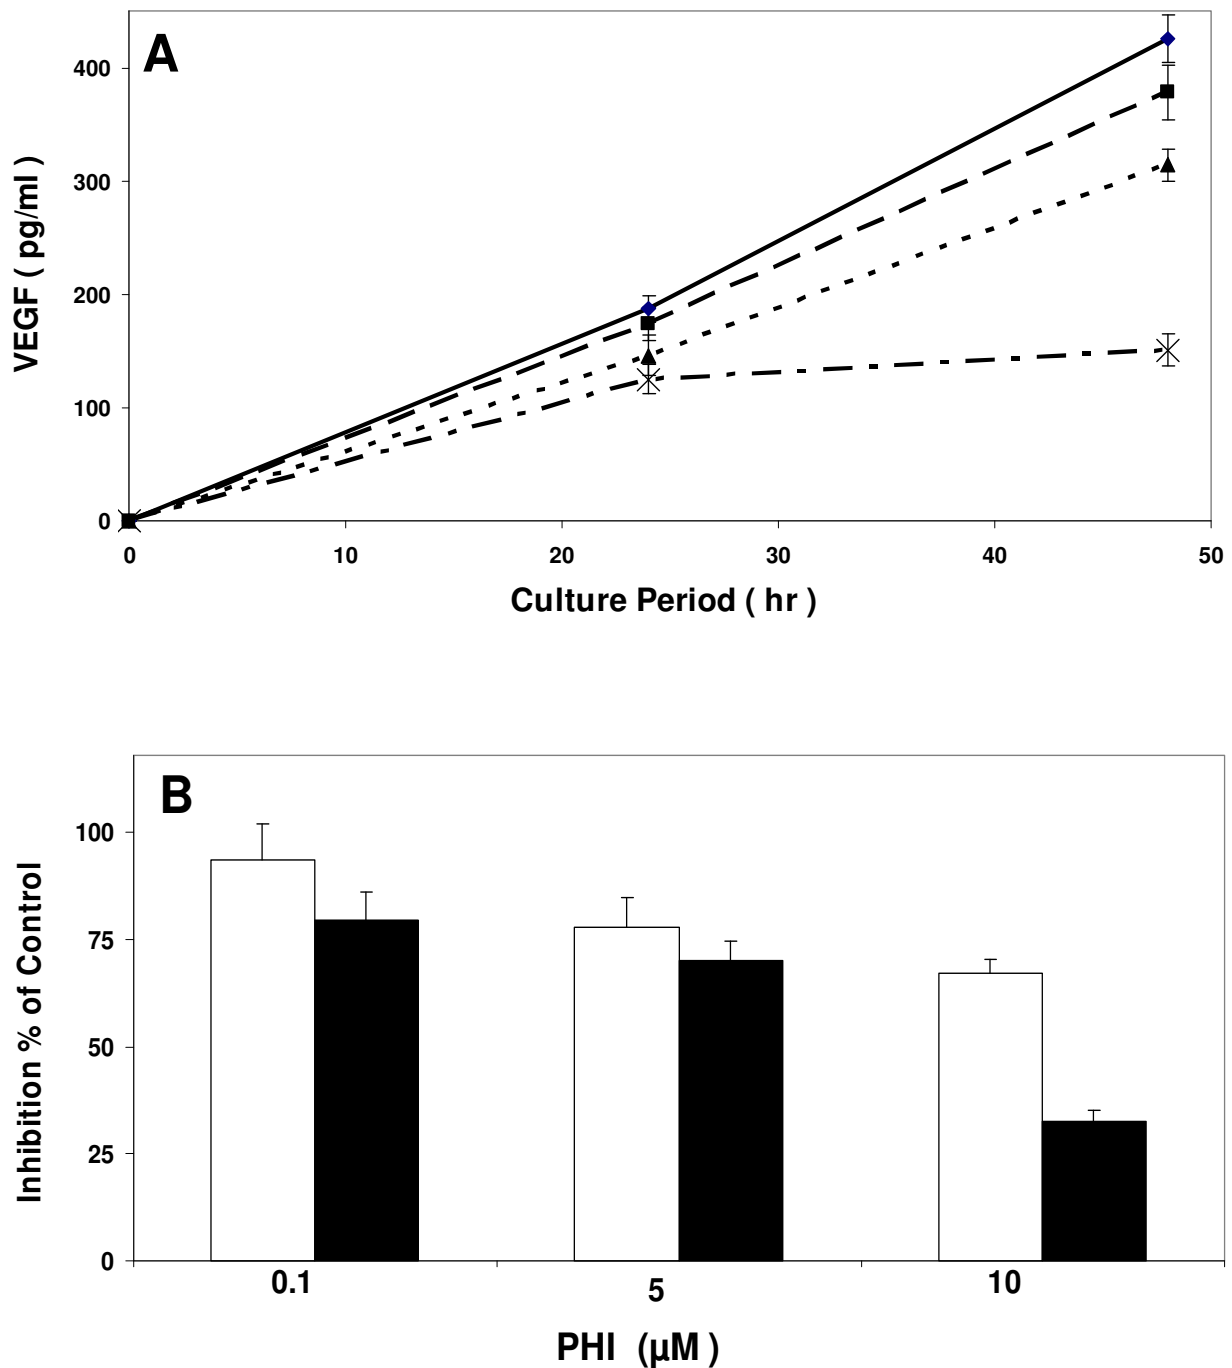 A
400
300
200
100
0
VEGF ( pg/ml )
0 10 20 30 40 50
Culture Period ( hr )
B
100
75
50
25
0
Inhibition % of Control
0.1 5 10
PHI (µM )